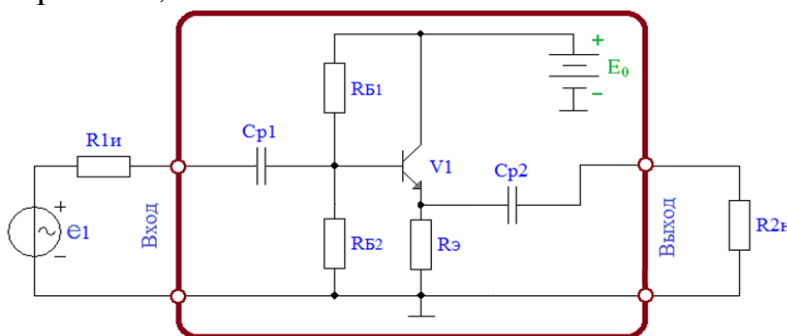 +
E₀
−
RБ1
R1и
Cp1
V1
Cp2
+
e1
−
Вход
RБ2
Rэ
Выход
R2н